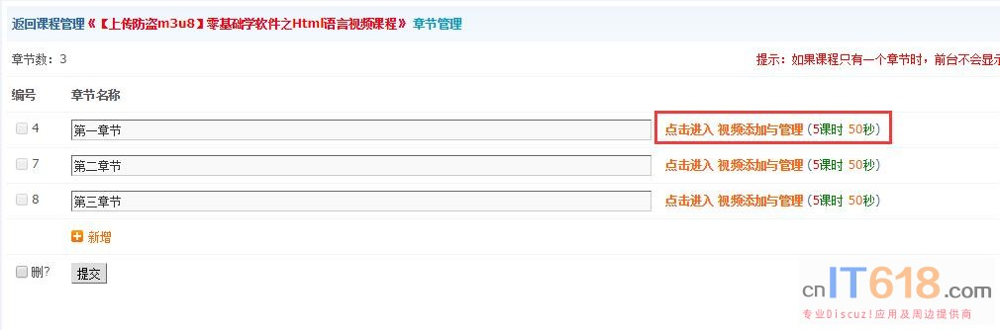 返回课程管理《【上传防盗m3u8】零基础学软件之Html语言视频课程》 章节管理
章节数：3 提示：如果课程只有一个章节时，前台不会显示
编号 章节名称
4 第一章节 点击进入 视频添加与管理 (5课时 50秒)
7 第二章节 点击进入 视频添加与管理 (5课时 50秒)
8 第三章节 点击进入 视频添加与管理 (5课时 50秒)
新增
删? 提交
cnIT618.com
专业Discuz!应用及周边提供商